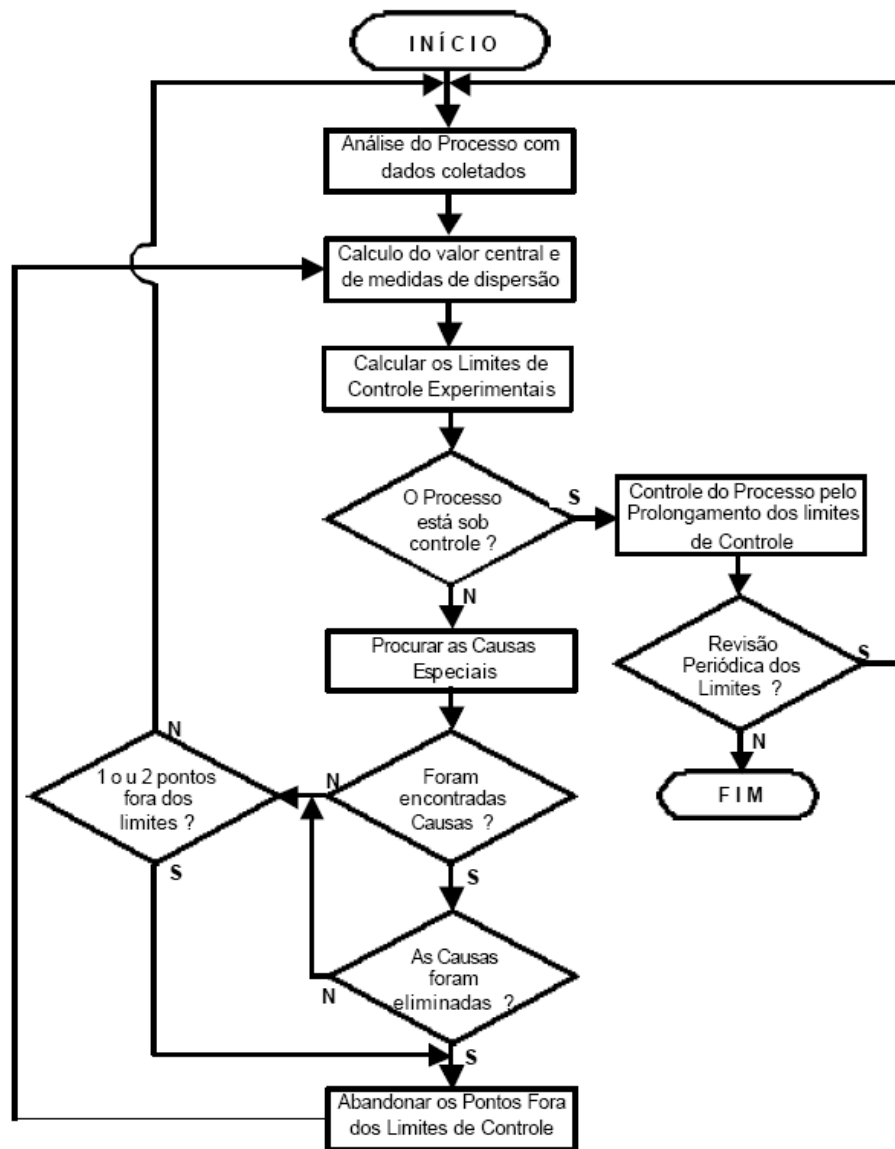 INÍCIO
Análise do Processo com
dados coletados
Calculo do valor central e
de medidas de dispersão
Calcular os Limites de
Controle Experimentais
O Processo
está sob
controle ?
S
N
Controle do Processo pelo
Prolongamento dos limites
de Controle
Revisão
Periódica dos
Limites ?
S
N
FIM
Procurar as Causas
Especiais
Foram
encontradas
Causas ?
N
S
1 o u 2 pontos
fora dos
limites ?
N
S
As Causas
foram
eliminadas ?
N
S
Abandonar os Pontos Fora
dos Limites de Controle